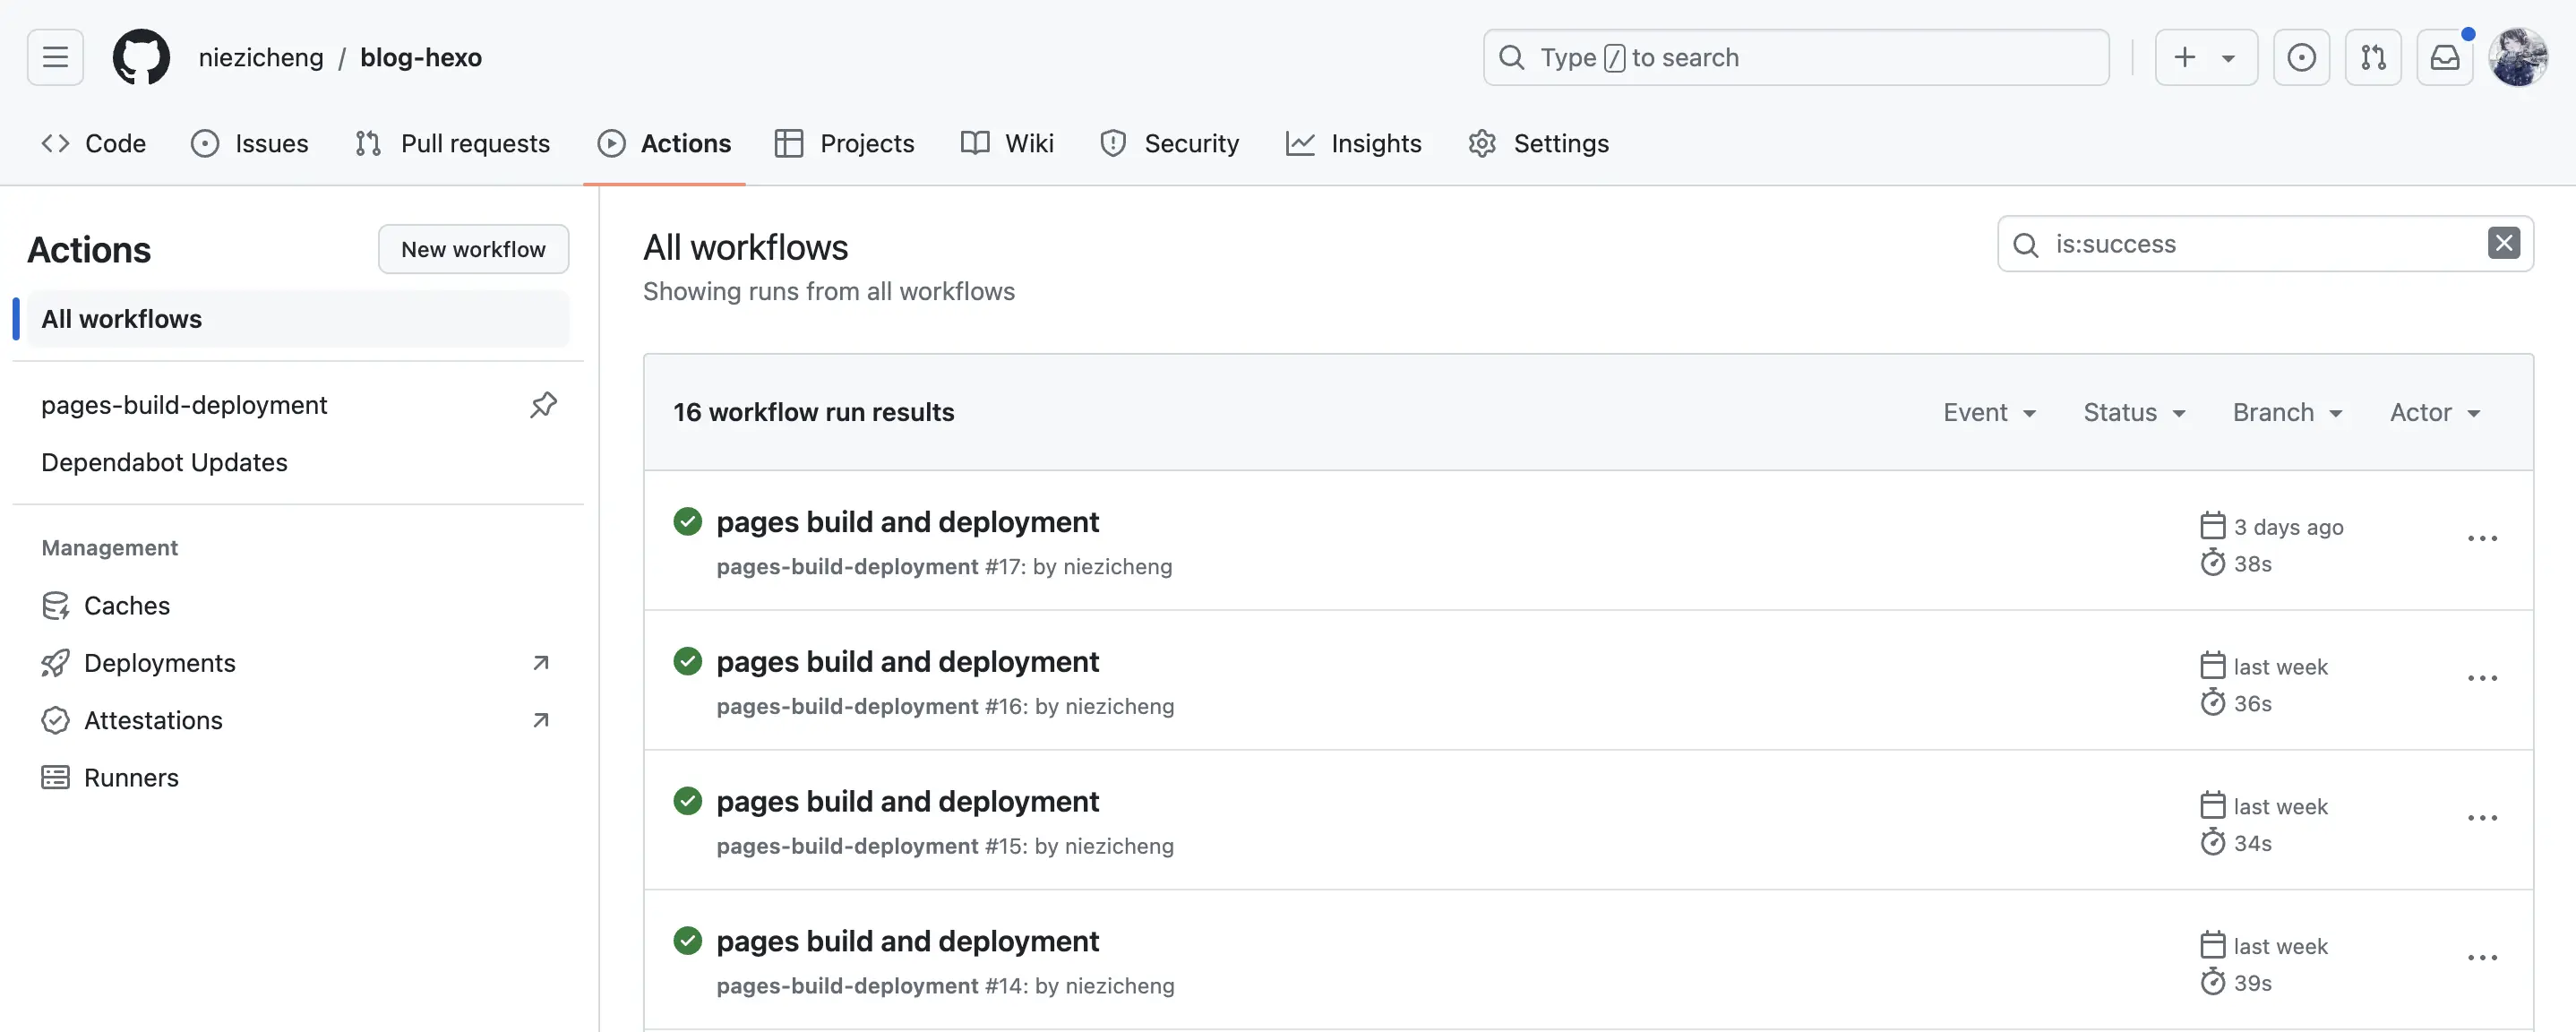 niezicheng / blog-hexo
Type / to search
Code
Issues
Pull requests
Actions
Projects
Wiki
Security
Insights
Settings
Actions
New workflow
All workflows
pages-build-deployment
Dependabot Updates
Management
Caches
Deployments
Attestations
Runners
All workflows
Showing runs from all workflows
is:success
16 workflow run results
Event
Status
Branch
Actor
pages build and deployment
pages-build-deployment #17: by niezicheng
3 days ago
38s
pages build and deployment
pages-build-deployment #16: by niezicheng
last week
36s
pages build and deployment
pages-build-deployment #15: by niezicheng
last week
34s
pages build and deployment
pages-build-deployment #14: by niezicheng
last week
39s